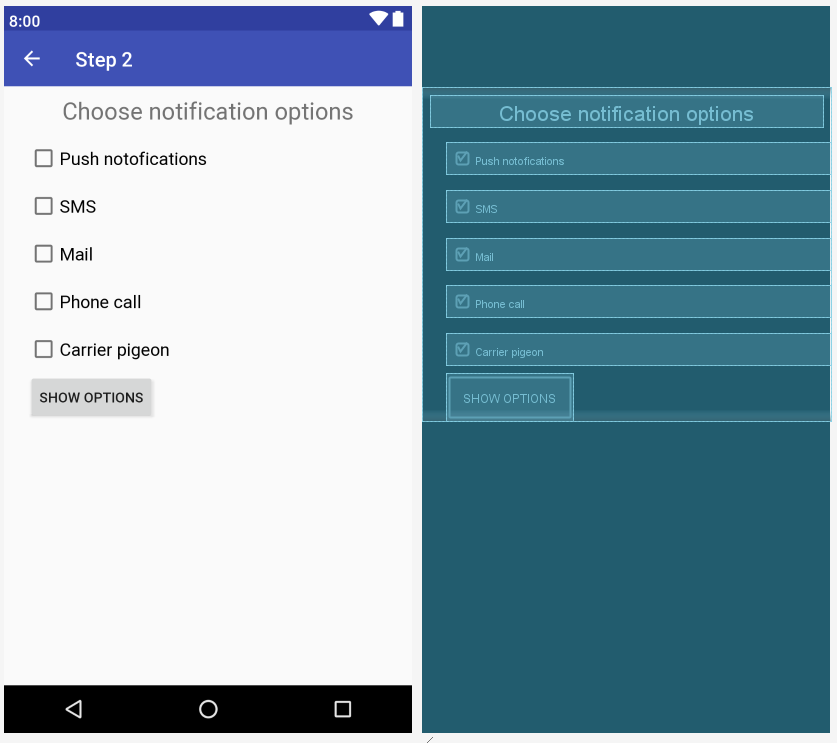 8:00
Step 2
Choose notification options
Push notofications
SMS
Mail
Phone call
Carrier pigeon
SHOW OPTIONS
Choose notification options
Push notofications
SMS
Mail
Phone call
Carrier pigeon
SHOW OPTIONS